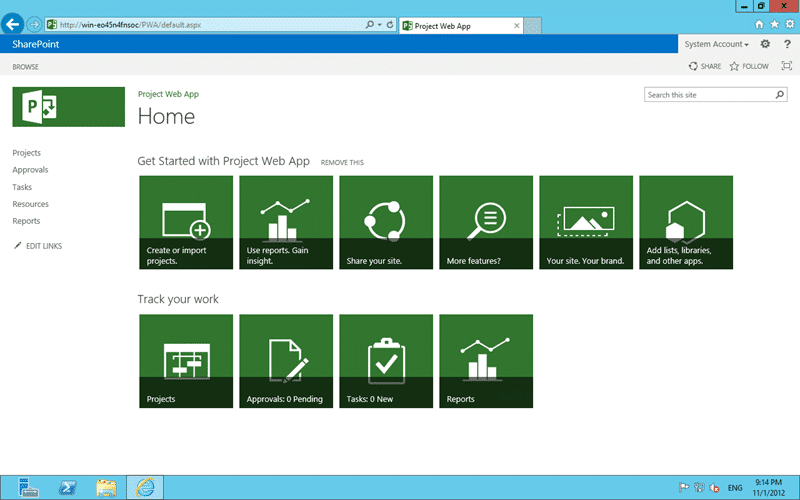 http://win-eo45n4fnsoc/PWA/default.aspx
Project Web App
SharePoint
System Account
?
BROWSE
SHARE
FOLLOW
P
Project Web App
Home
Search this site
Projects
Approvals
Tasks
Resources
Reports
EDIT LINKS
Get Started with Project Web App
REMOVE THIS
Create or import
projects.
Use reports. Gain
insight.
Share your site.
More features?
Your site. Your brand.
Add lists, libraries,
and other apps.
Track your work
Projects
Approvals: 0 Pending
Tasks: 0 New
Reports
ENG
9:14 PM
11/1/2012